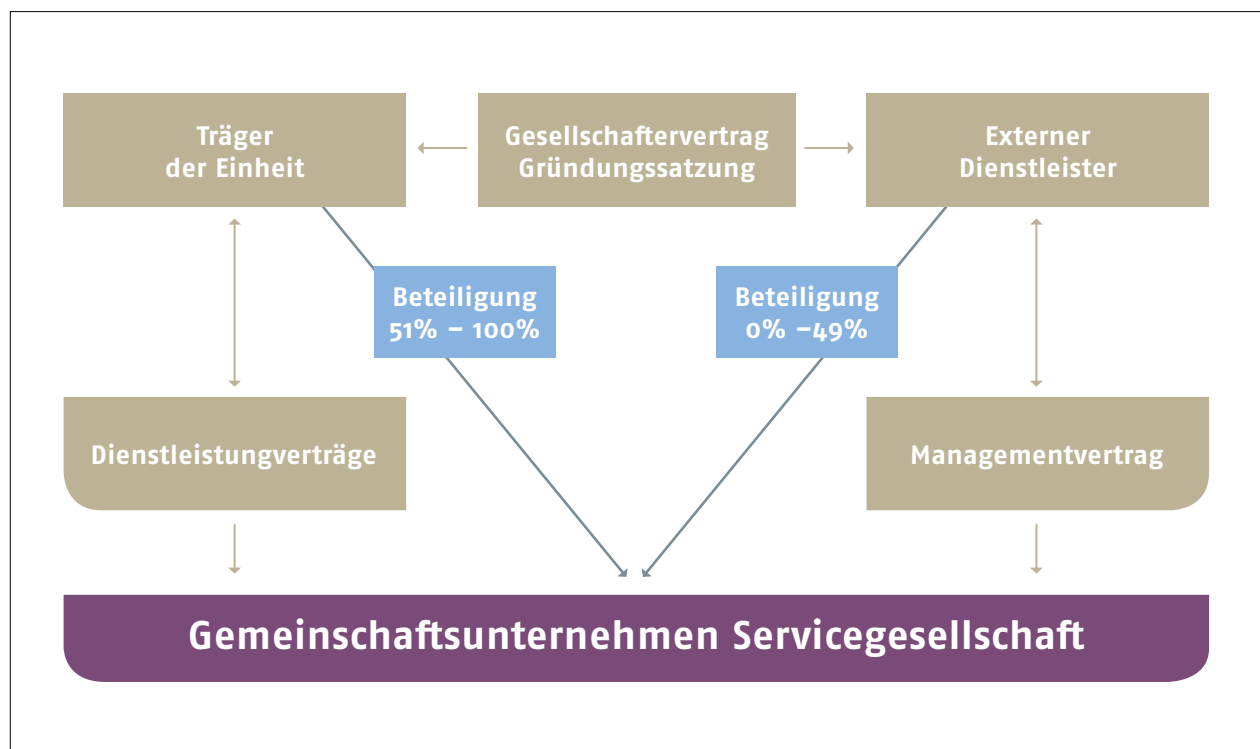 Träger
der Einheit
Gesellschaftervertrag
Gründungssatzung
Externer
Dienstleister
Beteiligung
51% – 100%
Beteiligung
0% –49%
Dienstleistungverträge
Managementvertrag
Gemeinschaftsunternehmen Servicegesellschaft